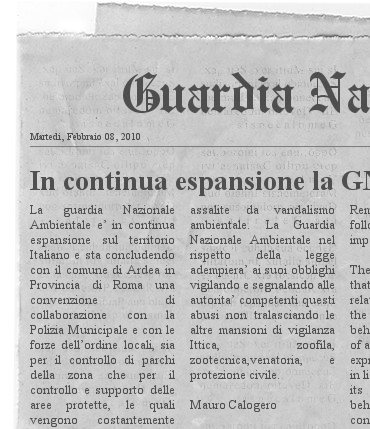 Guardia Na
Martedi, Febbraio 08, 2010
In continua espansione la GN
La guardia Nazionale
Ambientale e' in continua
espansione sul territorio
Italiano e sta concludendo
con il comune di Ardea in
Provincia di Roma una
convenzione di
collaborazione con la
Polizia Municipale e con le
forze dell'ordine locali, sia
per il controllo di parchi
della zona che per il
controllo e supporto delle
aree protette, le quali
vengono costantemente
assalite da vandalismo
ambientale. La Guardia
Nazionale Ambientale nel
rispetto della legge
adempiera' ai suoi obblighi
vigilando e segnalando alle
autorita' competenti questi
abusi non tralasciando le
altre mansioni di vigilanza
Ittica, zoofila,
zootecnica,venatoria, e
protezione civile.
Mauro Calogero
Rem
follo
imp
The
that
rela
the
beh
of a
expr
in li
its
beh
con